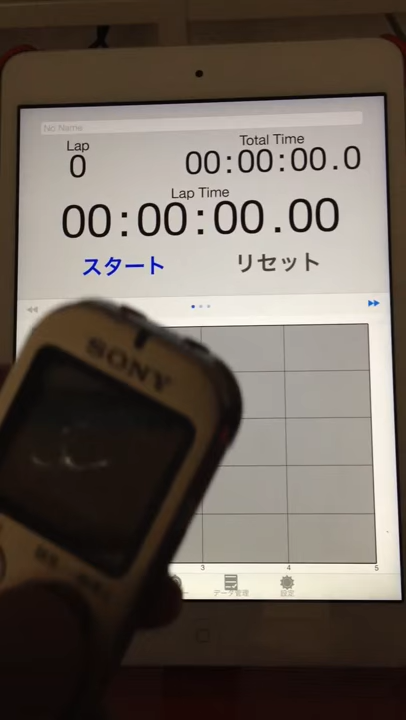 No Name
Lap
Total Time
0
00:00:00.0
Lap Time
00:00:00.00
スタート
リセット
SONY
3
4
5
データ管理
設定